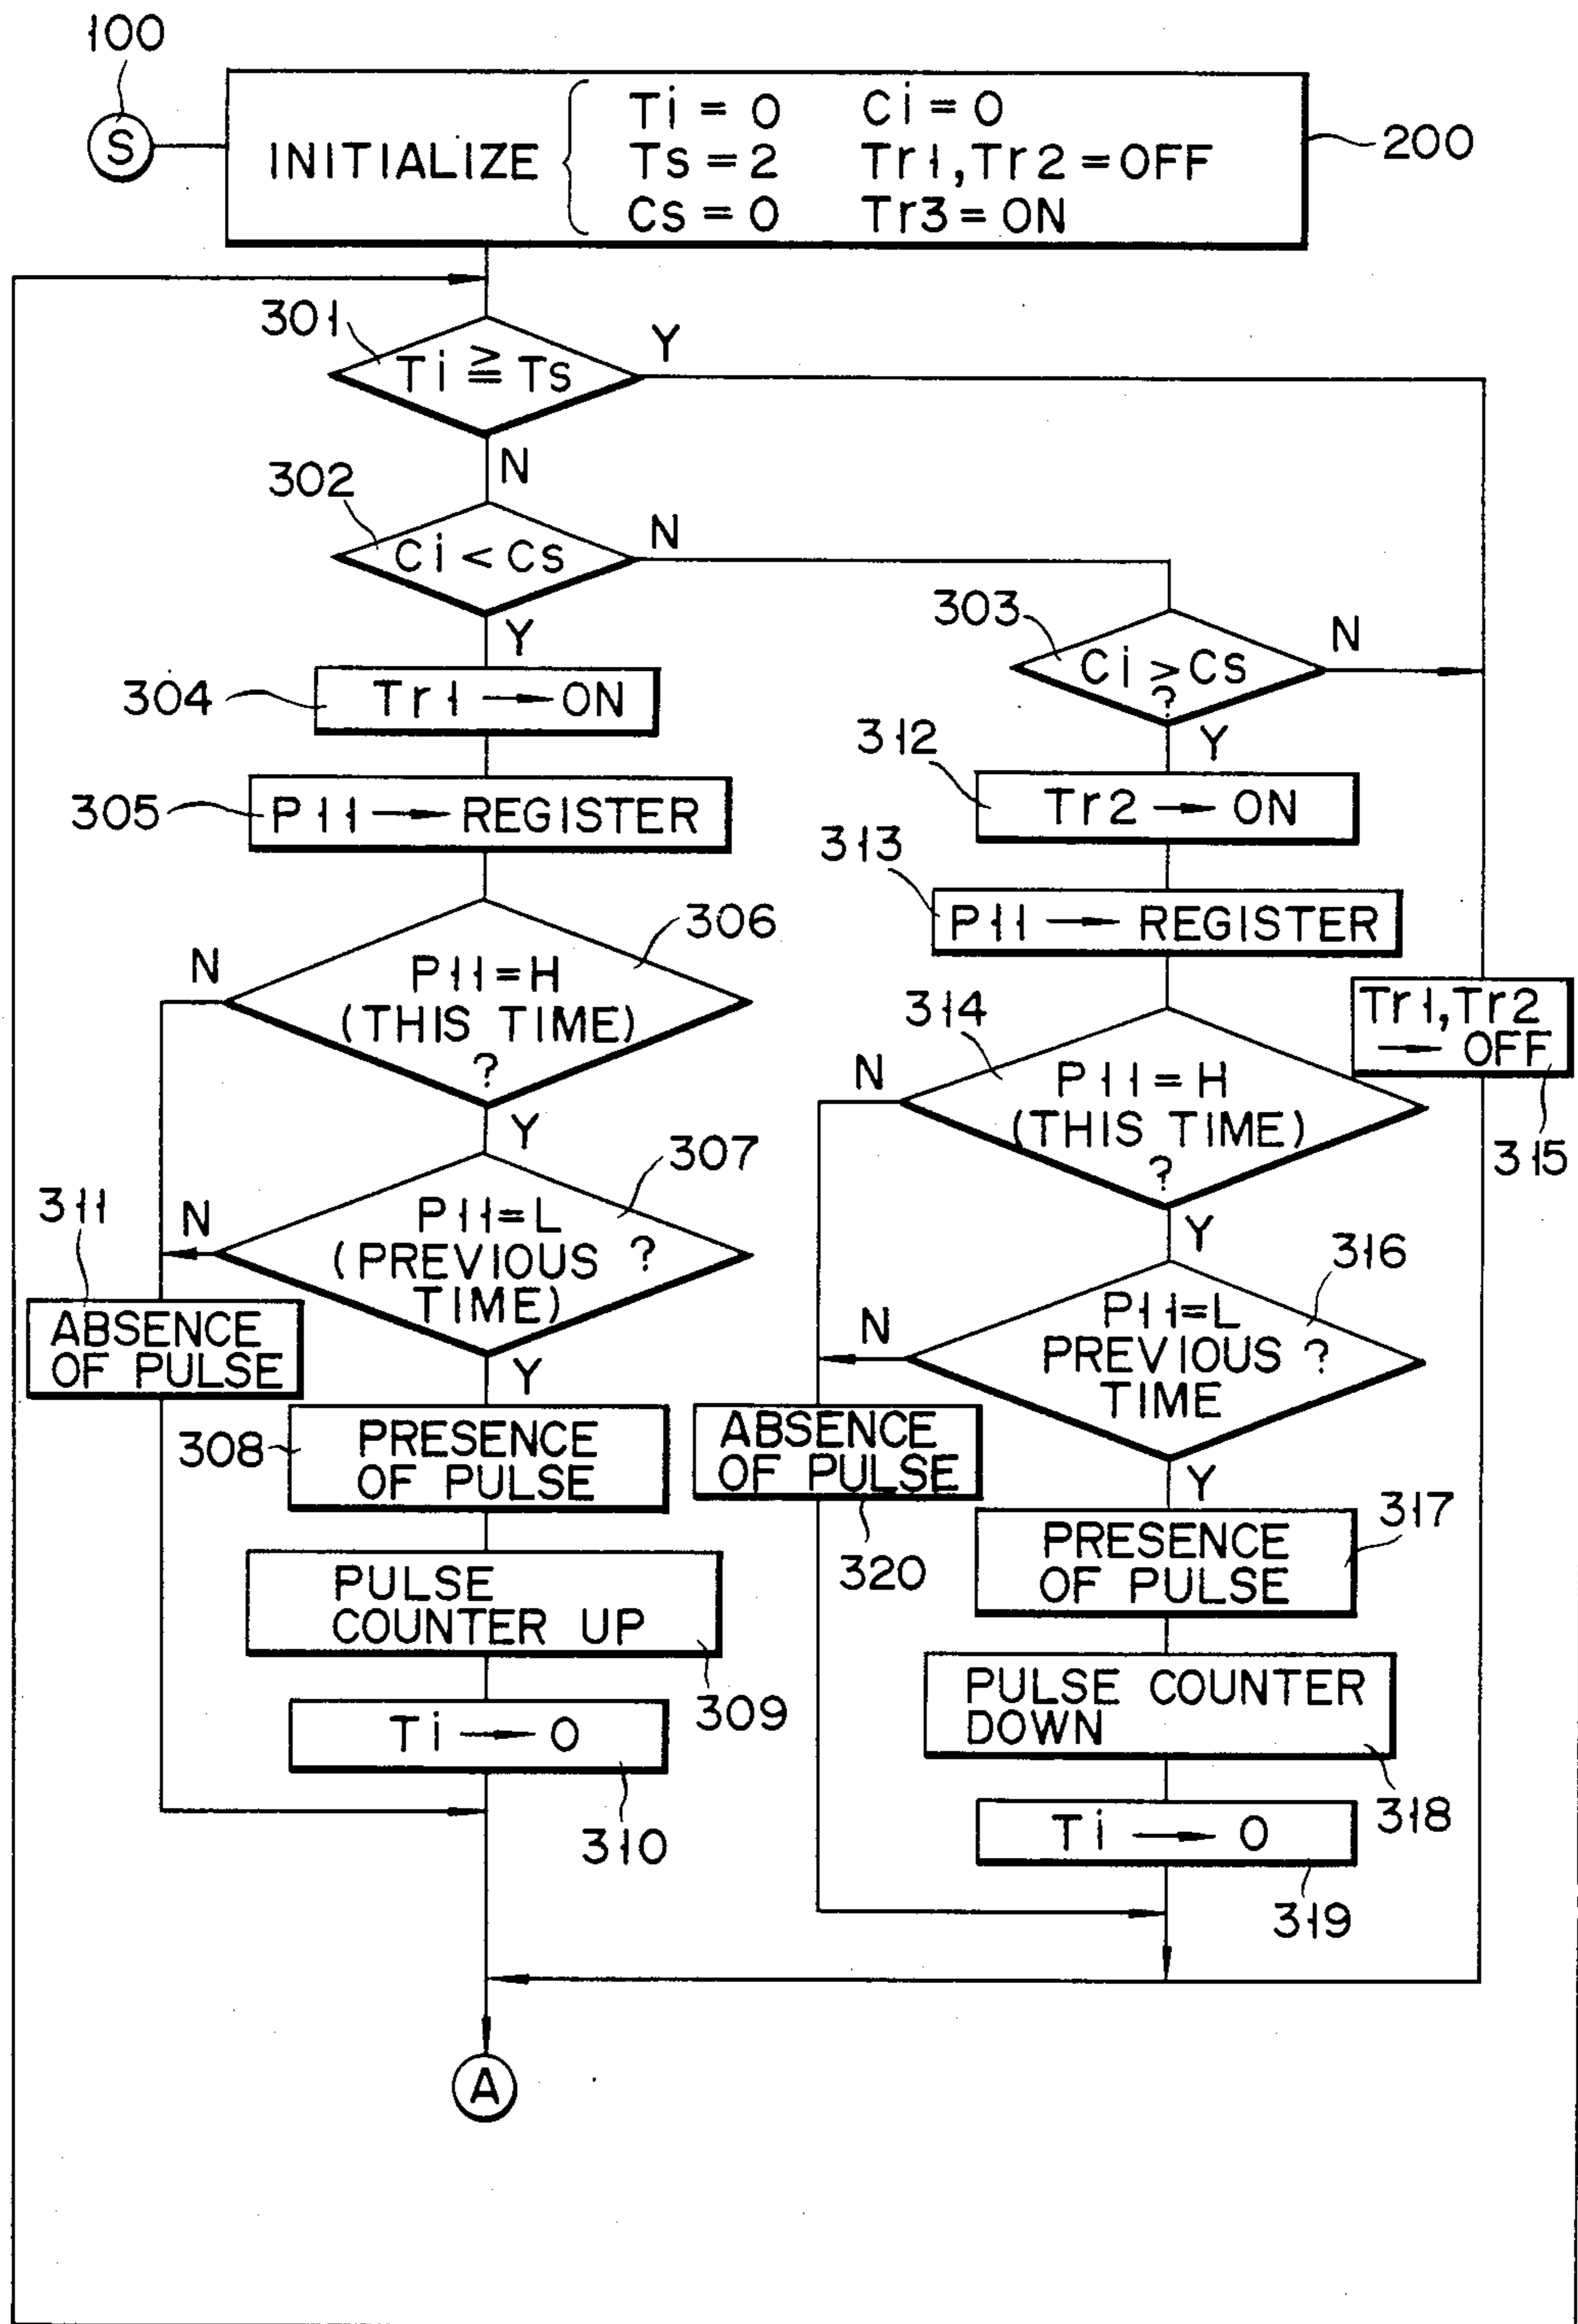 100
S
INITIALIZE
Ti = 0 Ci = 0
Ts = 2 Tr1, Tr2 = OFF
Cs = 0 Tr3 = ON
200
301
Ti ≧ Ts
Y
N
302
Ci < Cs
N
Y
303
Ci > Cs
?
N
Y
304
Tr1 → ON
305
P11 → REGISTER
306
P11 = H
(THIS TIME)
?
N
Y
307
P11 = L
(PREVIOUS ?
TIME)
N
Y
311
ABSENCE
OF PULSE
308
PRESENCE
OF PULSE
PULSE
COUNTER UP
309
Ti → 0
310
312
Tr2 → ON
313
P11 → REGISTER
314
P11 = H
(THIS TIME)
?
N
Y
Tr1, Tr2
→ OFF
315
316
P11 = L
PREVIOUS ?
TIME
N
Y
ABSENCE
OF PULSE
320
317
PRESENCE
OF PULSE
PULSE COUNTER
DOWN
318
Ti → 0
319
A